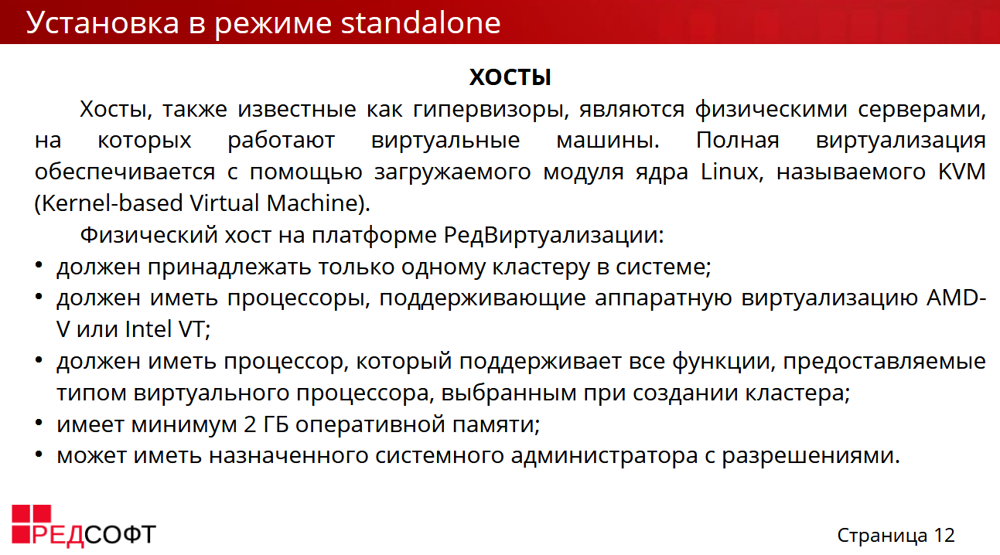 Установка в режиме standalone
ХОСТЫ
Хосты, также известные как гипервизоры, являются физическими серверами,
на которых работают виртуальные машины. Полная виртуализация
обеспечивается с помощью загружаемого модуля ядра Linux, называемого KVM
(Kernel-based Virtual Machine).
Физический хост на платформе РедВиртуализации:
• должен принадлежать только одному кластеру в системе;
• должен иметь процессоры, поддерживающие аппаратную виртуализацию AMD-
V или Intel VT;
• должен иметь процессор, который поддерживает все функции, предоставляемые
типом виртуального процессора, выбранным при создании кластера;
• имеет минимум 2 ГБ оперативной памяти;
• может иметь назначенного системного администратора с разрешениями.
РЕДСОФТ
Страница 12